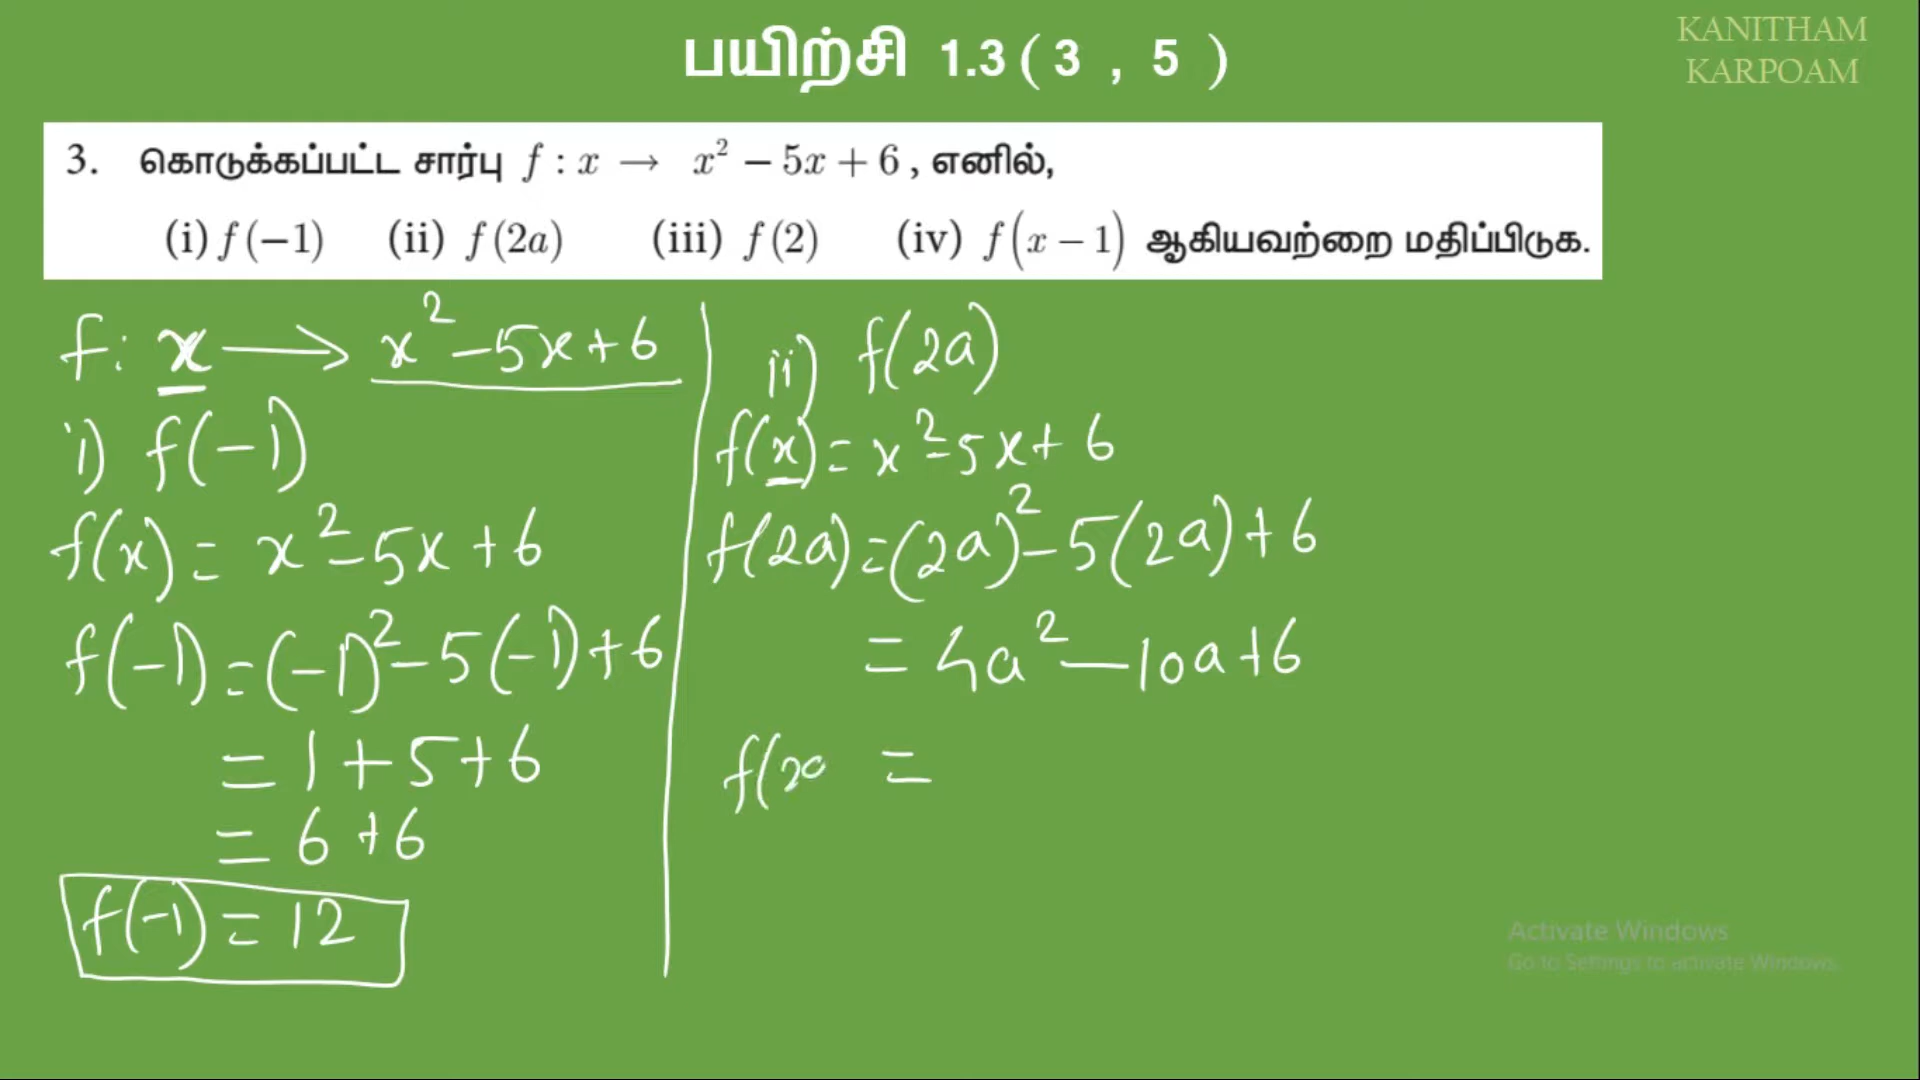 பயிற்சி 1.3 ( 3 , 5 )
KANITHAM
KARPOAM
3. கொடுக்கப்பட்ட சார்பு f : x → x² − 5x + 6 , எனில்,
(i) f(−1) (ii) f(2a) (iii) f(2) (iv) f(x − 1) ஆகியவற்றை மதிப்பிடுக.
f: x → x² − 5x + 6
i) f(−1)
f(x) = x² − 5x + 6
f(−1) = (−1)² − 5(−1) + 6
= 1 + 5 + 6
= 6 + 6
f(−1) = 12
ii) f(2a)
f(x) = x² − 5x + 6
f(2a) = (2a)² − 5(2a) + 6
= 4a² − 10a + 6
f(2a =
Activate Windows
Go to Settings to activate Windows.